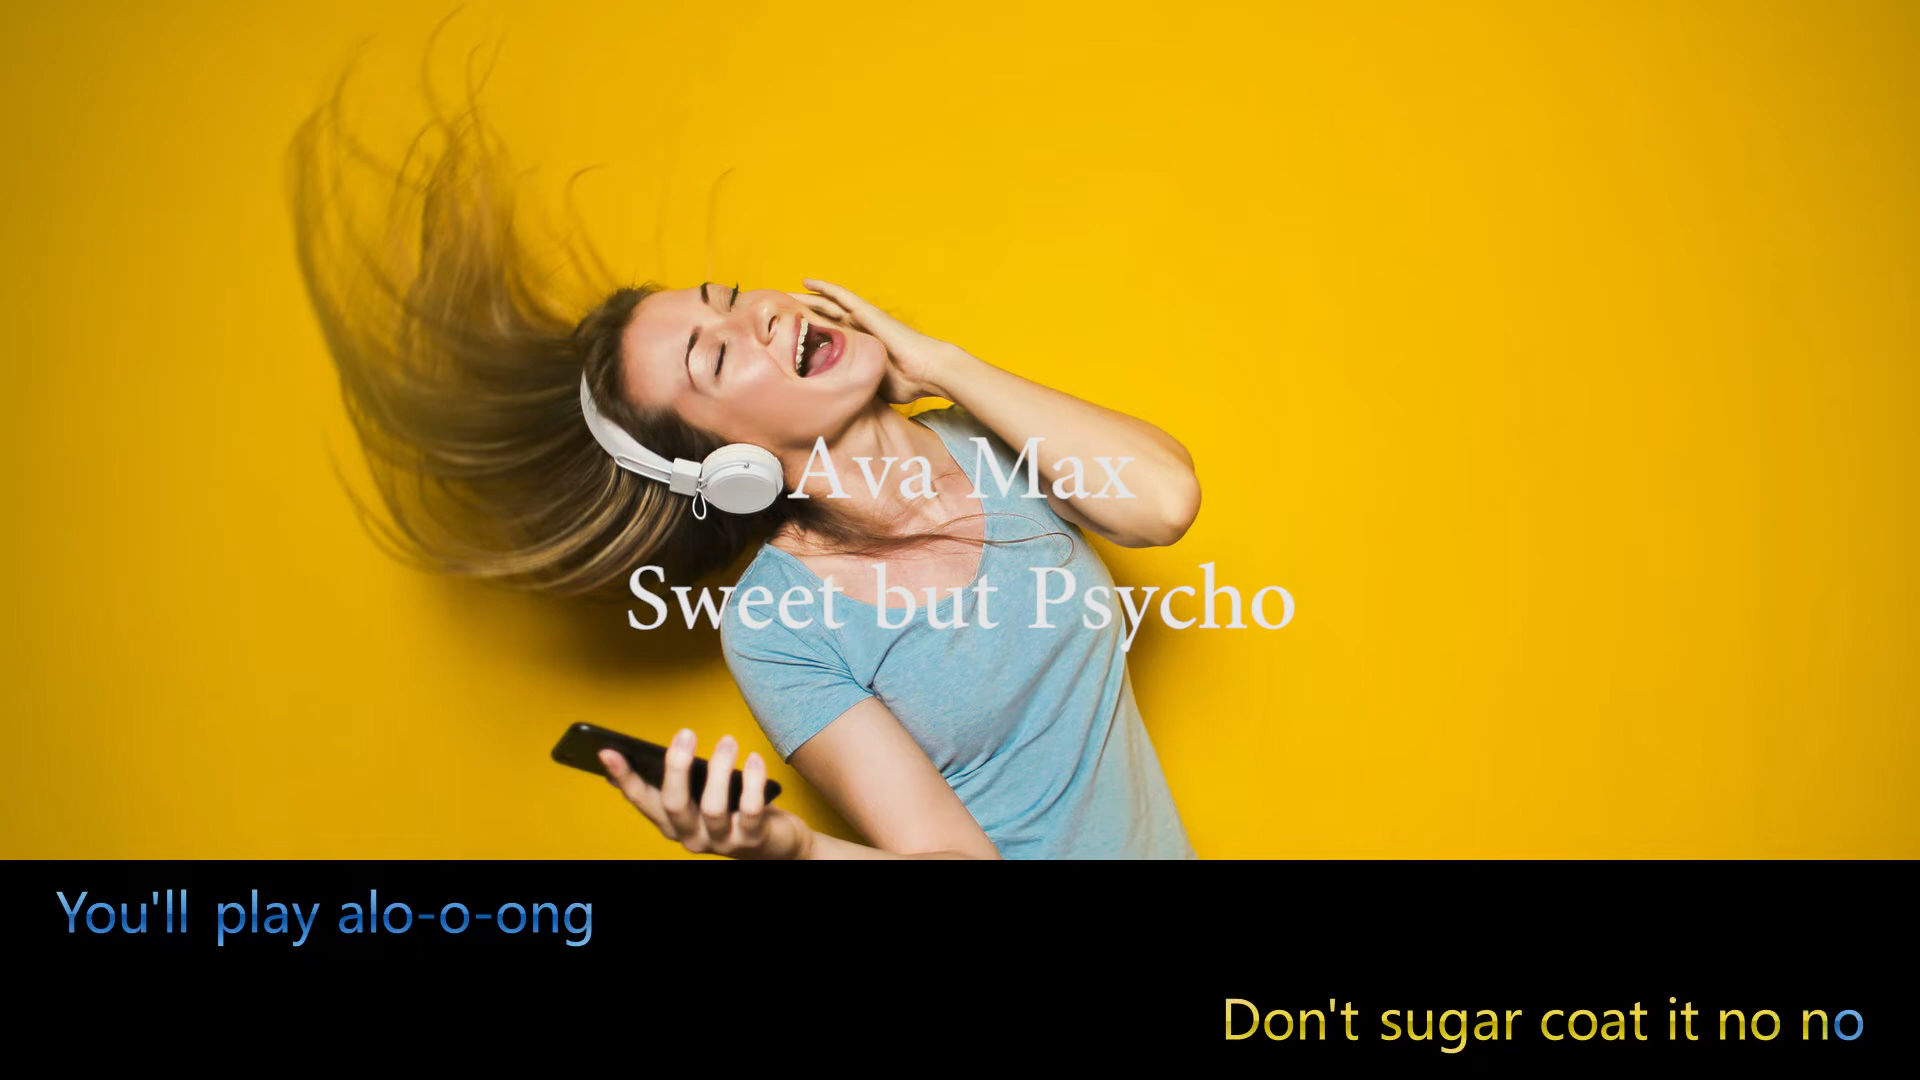 Ava Max
Sweet but Psycho
You'll play alo-o-ong
Don't sugar coat it no no